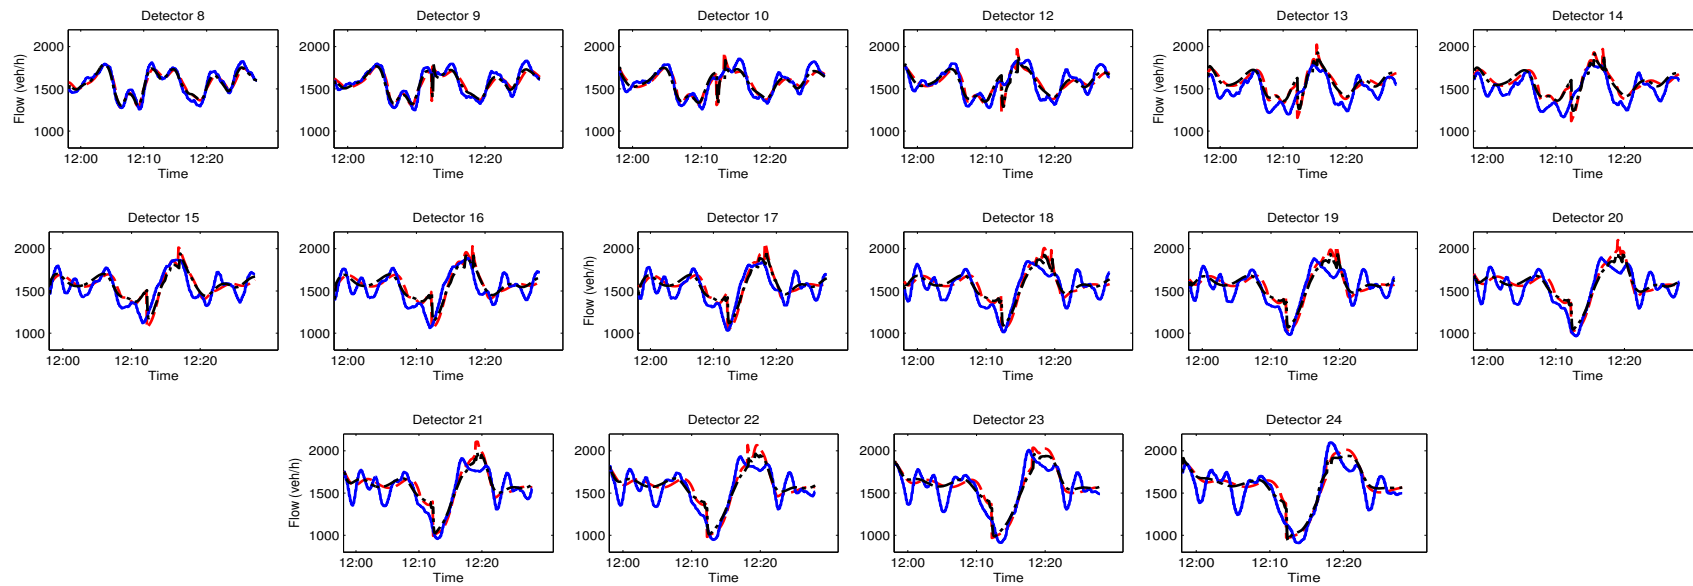 Detector 8
Detector 9
Detector 10
Detector 12
Detector 13
Detector 14
Flow (veh/h)
2000
1500
1000
12:00
12:10
12:20
Time
2000
1500
1000
12:00
12:10
12:20
Time
2000
1500
1000
12:00
12:10
12:20
Time
2000
1500
1000
12:00
12:10
12:20
Time
Flow (veh/h)
2000
1500
1000
12:00
12:10
12:20
Time
2000
1500
1000
12:00
12:10
12:20
Time
Detector 15
Detector 16
Detector 17
Detector 18
Detector 19
Detector 20
2000
1500
1000
12:00
12:10
12:20
Time
2000
1500
1000
12:00
12:10
12:20
Time
Flow (veh/h)
2000
1500
1000
12:00
12:10
12:20
Time
2000
1500
1000
12:00
12:10
12:20
Time
2000
1500
1000
12:00
12:10
12:20
Time
2000
1500
1000
12:00
12:10
12:20
Time
Detector 21
Detector 22
Detector 23
Detector 24
Flow (veh/h)
2000
1500
1000
12:00
12:10
12:20
Time
2000
1500
1000
12:00
12:10
12:20
Time
2000
1500
1000
12:00
12:10
12:20
Time
2000
1500
1000
12:00
12:10
12:20
Time